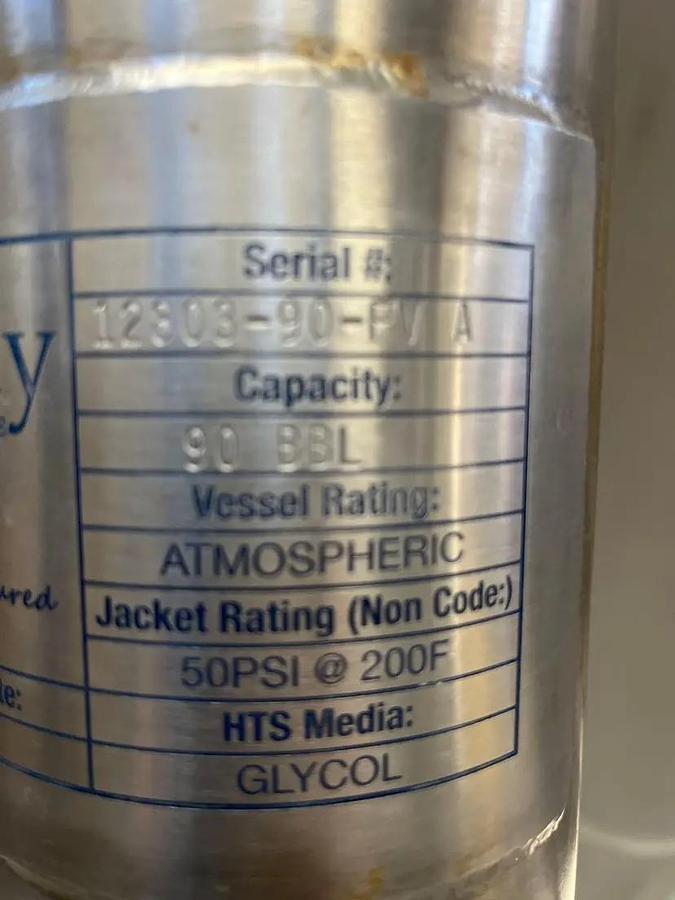 Serial #:
12303-90-FV A
Capacity:
90 BBL
Vessel Rating:
ATMOSPHERIC
Jacket Rating (Non Code:)
50PSI @ 200F
HTS Media:
GLYCOL